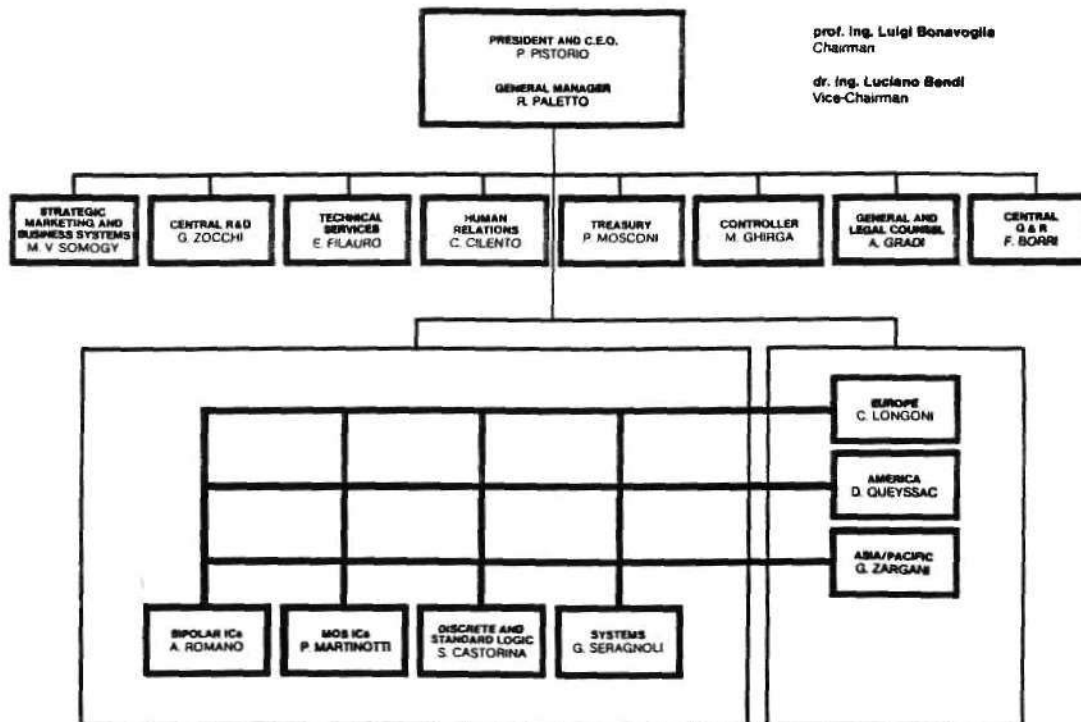 PRESIDENT AND C.E.O.
P. PISTORIO
GENERAL MANAGER
R. PALETTO
prof. Ing. Luigi Bonavoglia
Chairman
dr. Ing. Luciano Bendi
Vice-Chairman
STRATEGIC
MARKETING AND
BUSINESS SYSTEMS
M. V. SOMOGY
CENTRAL R&D
G. ZOCCHI
TECHNICAL
SERVICES
E. FILAURO
HUMAN
RELATIONS
C. CILENTO
TREASURY
P. MOSCONI
CONTROLLER
M. GHIRGA
GENERAL AND
LEGAL COUNSEL
A. GRADI
CENTRAL
Q & R
F. BORRI
EUROPE
C. LONGONI
AMERICA
D. QUEYSSAC
ASIA/PACIFIC
G. ZARGANI
BIPOLAR ICs
A. ROMANO
MOS ICs
P. MARTINOTTI
DISCRETE AND
STANDARD LOGIC
S. CASTORINA
SYSTEMS
G. SERAGNOLI